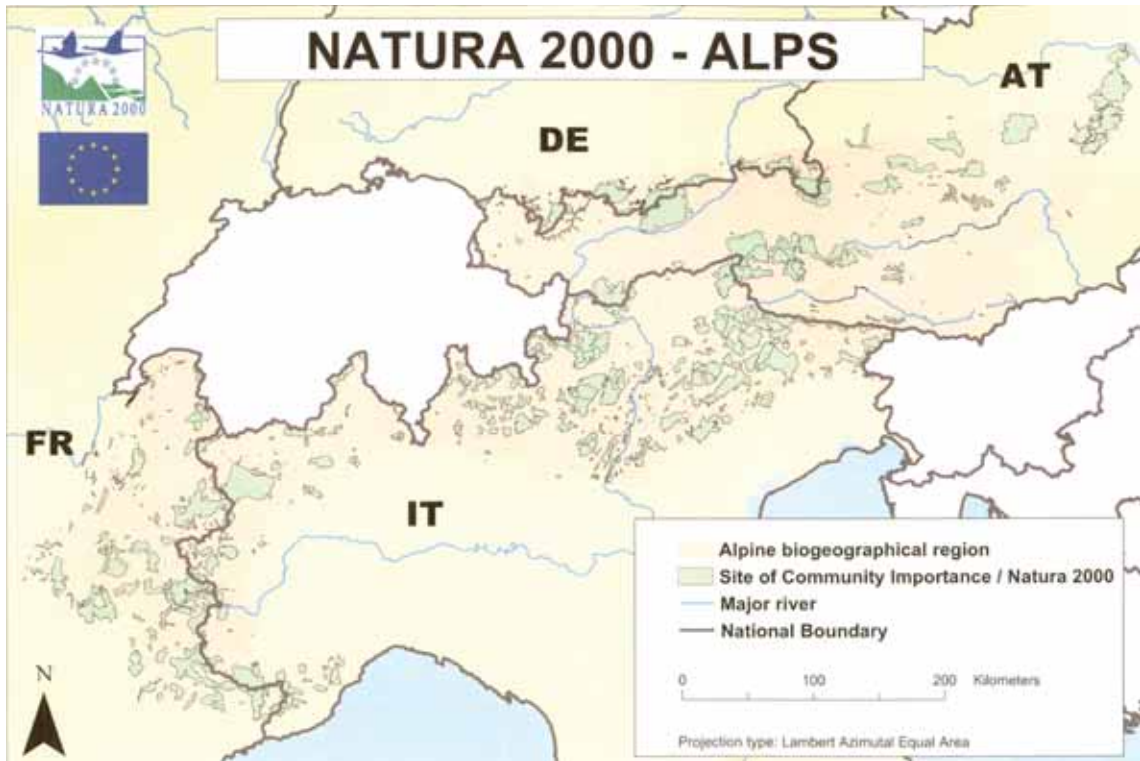 NATURA 2000 - ALPS
NATURA 2000
AT
DE
FR
IT
Alpine biogeographical region
Site of Community Importance / Natura 2000
Major river
National Boundary
0 100 200 Kilometers
Projection type: Lambert Azimutal Equal Area
N